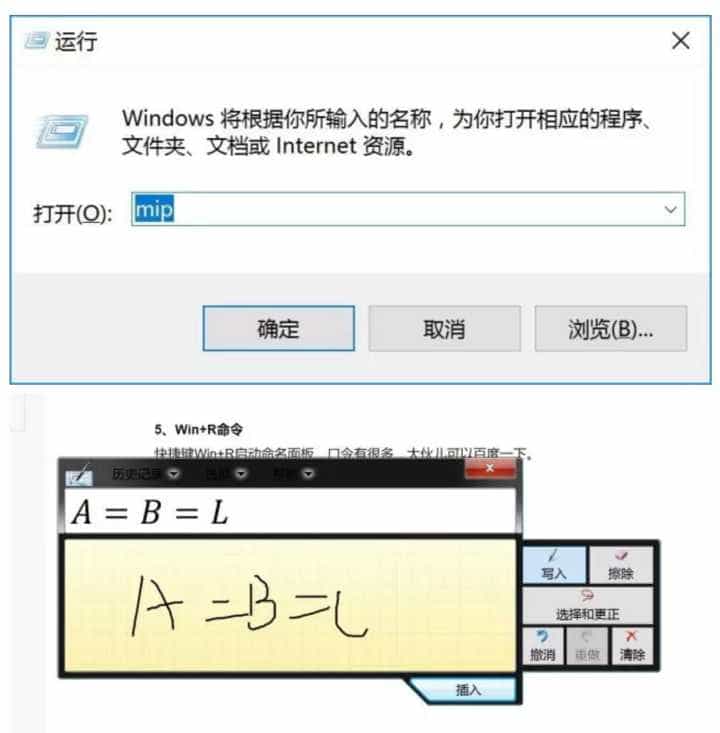 运行
Windows 将根据你所输入的名称，为你打开相应的程序、
文件夹、文档或 Internet 资源。
打开(O): mip
确定 取消 浏览(B)...
5、Win+R命令
快捷键Win+R启动命名面板，口令有很多，大伙儿可以百度一下。
历史记录
A = B = L
A = B = L
写入 擦除
选择和更正
撤消 重做 清除
插入